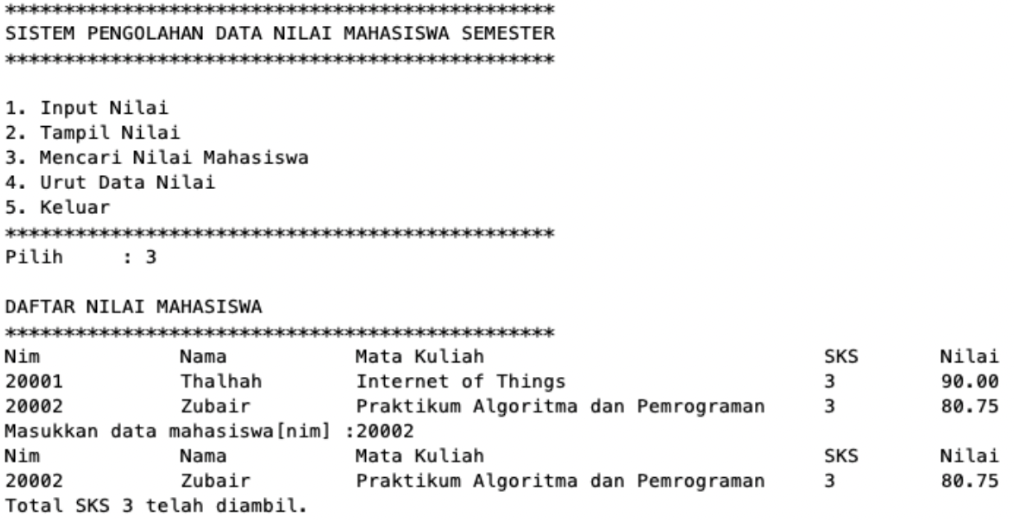 ***********************************************
SISTEM PENGOLAHAN DATA NILAI MAHASISWA SEMESTER
***********************************************
1. Input Nilai
2. Tampil Nilai
3. Mencari Nilai Mahasiswa
4. Urut Data Nilai
5. Keluar
***********************************************
Pilih     : 3
DAFTAR NILAI MAHASISWA
***********************************************
Nim            Nama           Mata Kuliah                             SKS       Nilai
20001          Thalhah        Internet of Things                      3         90.00
20002          Zubair         Praktikum Algoritma dan Pemrograman     3         80.75
Masukkan data mahasiswa[nim] :20002
Nim            Nama           Mata Kuliah                             SKS       Nilai
20002          Zubair         Praktikum Algoritma dan Pemrograman     3         80.75
Total SKS 3 telah diambil.